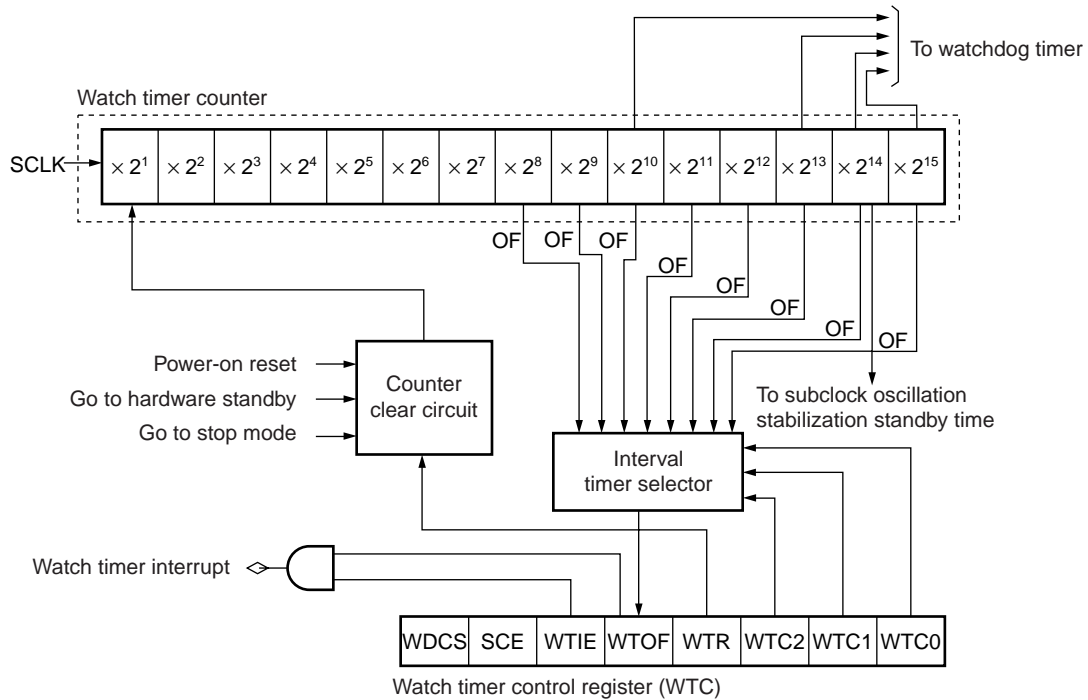 To watchdog timer
Watch timer counter
SCLK
× 2¹ × 2² × 2³ × 2⁴ × 2⁵ × 2⁶ × 2⁷ × 2⁸ × 2⁹ × 2¹⁰ × 2¹¹ × 2¹² × 2¹³ × 2¹⁴ × 2¹⁵
OF OF OF
OF
OF
OF
OF
OF
Power-on reset
Go to hardware standby
Go to stop mode
Counter
clear circuit
To subclock oscillation
stabilization standby time
Interval
timer selector
Watch timer interrupt
WDCS SCE WTIE WTOF WTR WTC2 WTC1 WTC0
Watch timer control register (WTC)